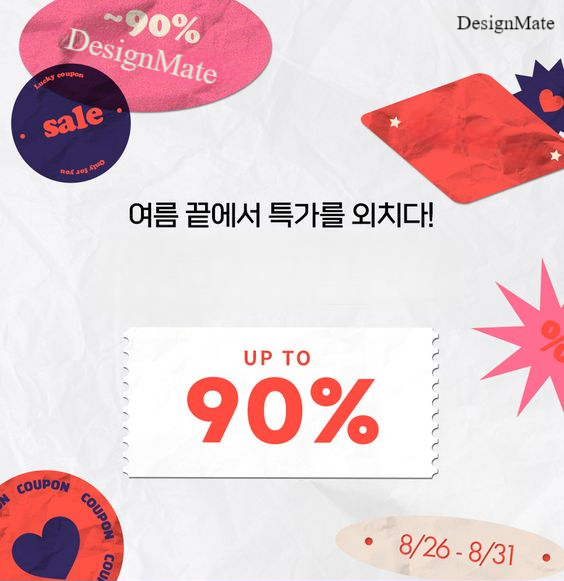 ~90%
DesignMate
DesignMate
Lucky coupon
sale
Only for you
여름 끝에서 특가를 외치다!
%
UP TO
90%
COUPON COUPON COUPON
8/26 - 8/31